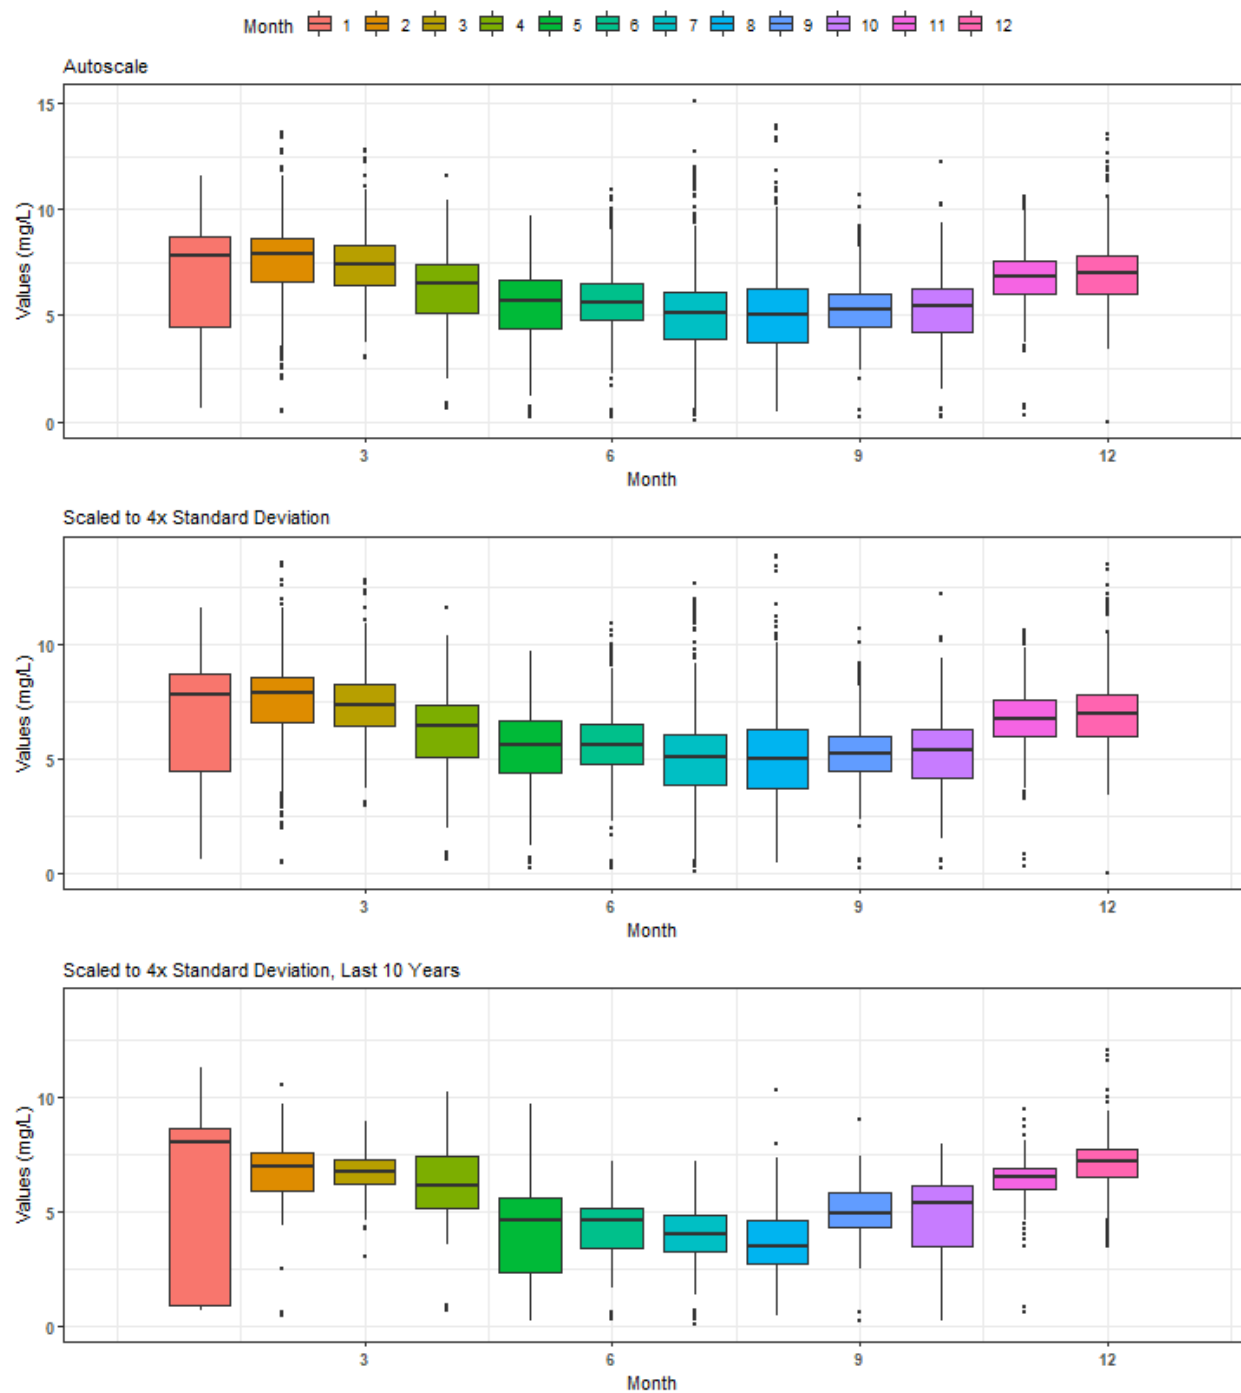 Month 1 2 3 4 5 6 7 8 9 10 11 12
Autoscale
Values (mg/L)
15
10
5
0
3 6 9 12
Month
Scaled to 4x Standard Deviation
Values (mg/L)
10
5
0
3 6 9 12
Month
Scaled to 4x Standard Deviation, Last 10 Years
Values (mg/L)
10
5
0
3 6 9 12
Month